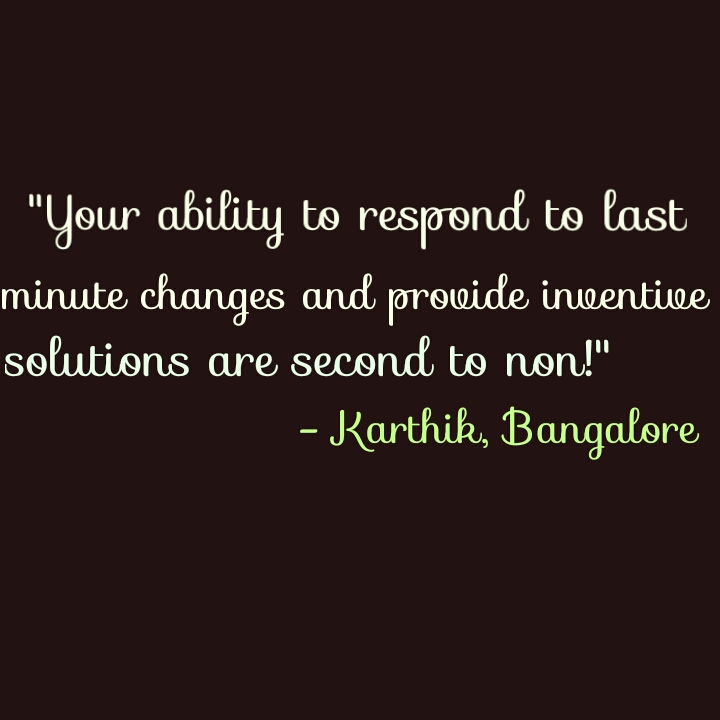 "Your ability to respond to last
minute changes and provide inventive
solutions are second to non!"
- Karthik, Bangalore